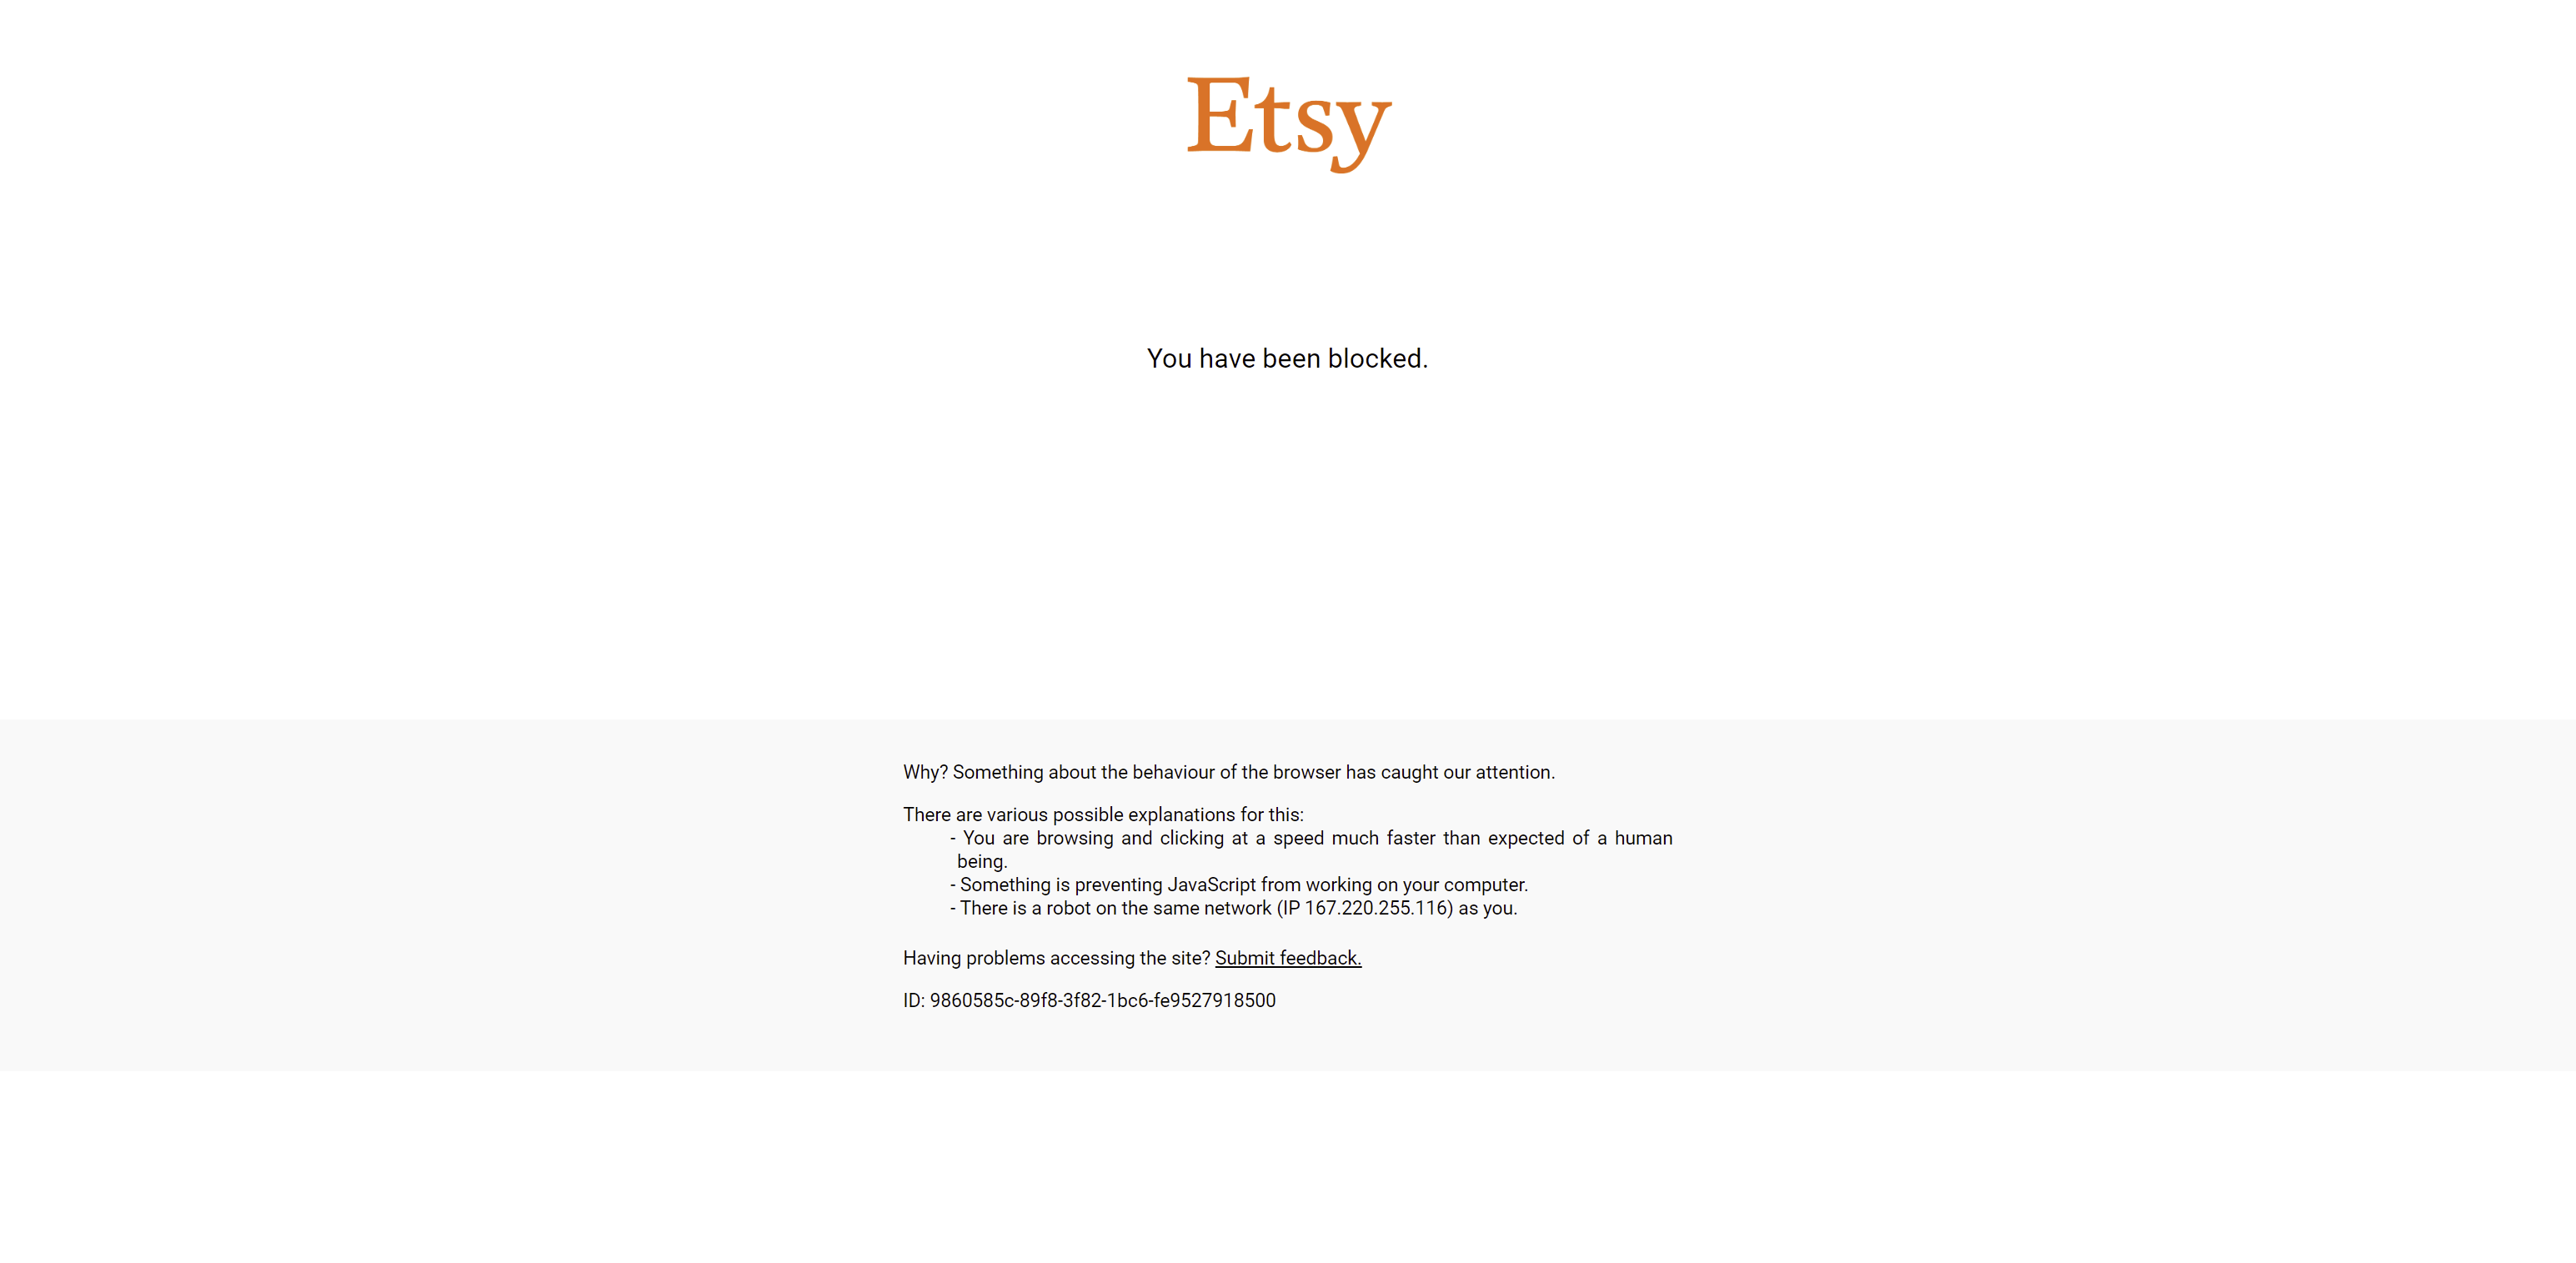 Etsy
You have been blocked.
Why? Something about the behaviour of the browser has caught our attention.
There are various possible explanations for this:
- You are browsing and clicking at a speed much faster than expected of a human
being.
- Something is preventing JavaScript from working on your computer.
- There is a robot on the same network (IP 167.220.255.116) as you.
Having problems accessing the site? Submit feedback.
ID: 9860585c-89f8-3f82-1bc6-fe9527918500